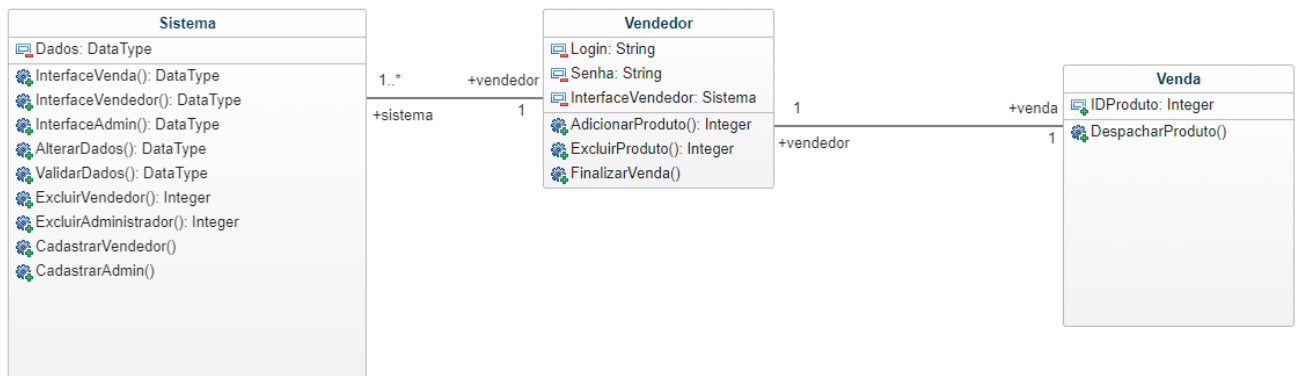 Sistema
Dados: DataType
InterfaceVenda(): DataType
InterfaceVendedor(): DataType
InterfaceAdmin(): DataType
AlterarDados(): DataType
ValidarDados(): DataType
ExcluirVendedor(): Integer
ExcluirAdministrador(): Integer
CadastrarVendedor()
CadastrarAdmin()
1..*
+vendedor
+sistema
1
Vendedor
Login: String
Senha: String
InterfaceVendedor: Sistema
AdicionarProduto(): Integer
ExcluirProduto(): Integer
FinalizarVenda()
1
+venda
+vendedor
1
Venda
IDProduto: Integer
DespacharProduto()